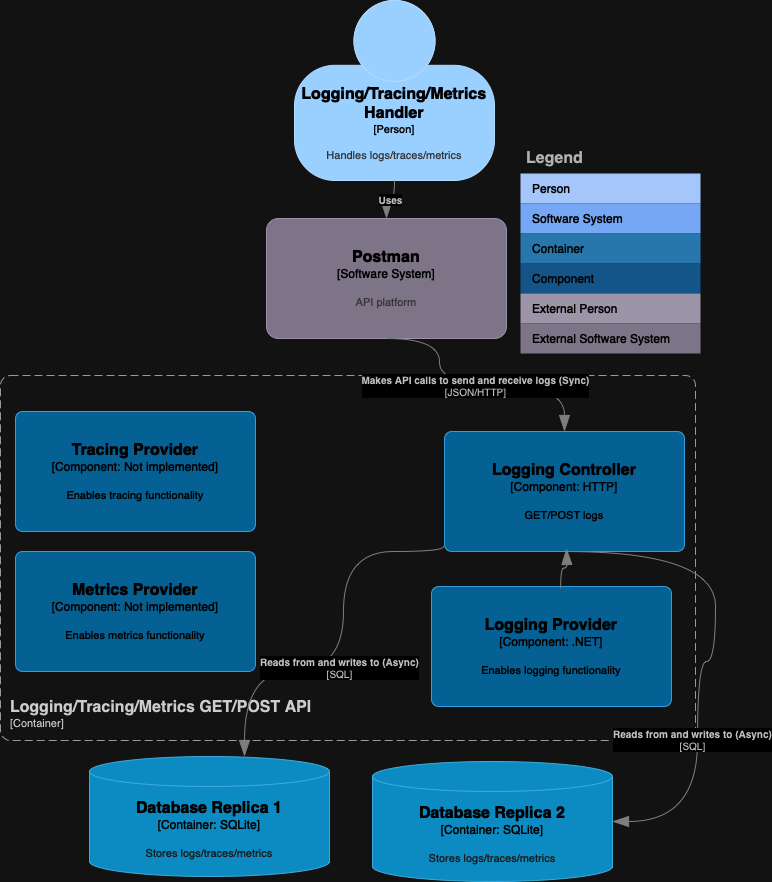 Logging/Tracing/Metrics
Handler
[Person]
Handles logs/traces/metrics
Legend
Person
Software System
Container
Component
External Person
External Software System
Uses
Postman
[Software System]
API platform
Makes API calls to send and receive logs (Sync)
[JSON/HTTP]
Tracing Provider
[Component: Not implemented]
Enables tracing functionality
Logging Controller
[Component: HTTP]
GET/POST logs
Metrics Provider
[Component: Not implemented]
Enables metrics functionality
Logging Provider
[Component: .NET]
Enables logging functionality
Reads from and writes to (Async)
[SQL]
Logging/Tracing/Metrics GET/POST API
[Container]
Reads from and writes to (Async)
[SQL]
Database Replica 1
[Container: SQLite]
Stores logs/traces/metrics
Database Replica 2
[Container: SQLite]
Stores logs/traces/metrics